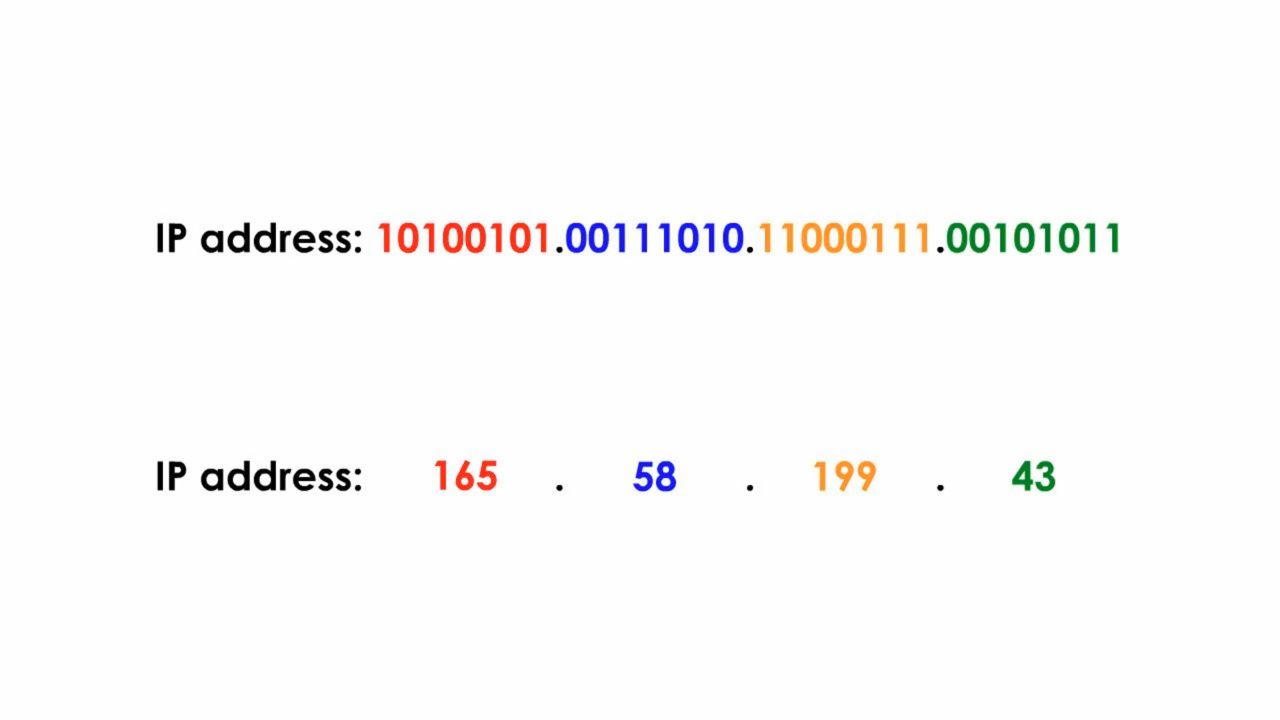 IP address: 10100101.00111010.11000111.00101011
IP address: 165 . 58 . 199 . 43